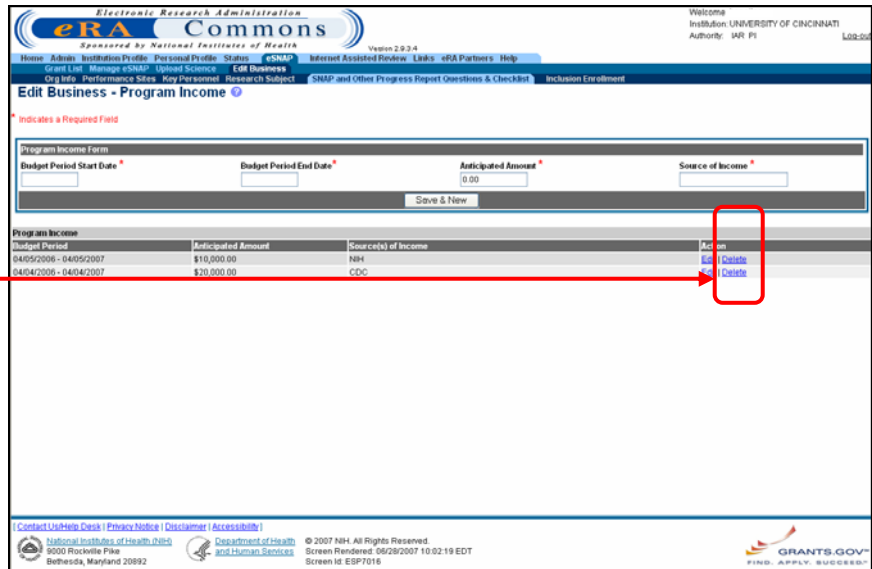 Electronic Research Administration
eRA Commons
Sponsored by National Institutes of Health
Version 2.9.3.4
Welcome
Institution: UNIVERSITY OF CINCINNATI
Authority: IAR PI
Log-out
Home Admin Institution Profile Personal Profile Status eSNAP Internet Assisted Review Links eRA Partners Help
Grant List Manage eSNAP Upload Science Edit Business
Org Info Performance Sites Key Personnel Research Subject SNAP and Other Progress Report Questions & Checklist Inclusion Enrollment
Edit Business - Program Income ?
* Indicates a Required Field
Program Income Form
Budget Period Start Date * Budget Period End Date * Anticipated Amount * Source of Income *
0.00
Save & New
Program Income
Budget Period Anticipated Amount Source(s) of Income Action
04/05/2006 - 04/05/2007 $10,000.00 NIH Edit | Delete
04/04/2006 - 04/04/2007 $20,000.00 CDC Edit | Delete
[ Contact Us/Help Desk | Privacy Notice | Disclaimer | Accessibility ]
National Institutes of Health (NIH)
9000 Rockville Pike
Bethesda, Maryland 20892
Department of Health
and Human Services
© 2007 NIH. All Rights Reserved.
Screen Rendered: 06/28/2007 10:02:19 EDT
Screen Id: ESP7016
GRANTS.GOV℠
FIND. APPLY. SUCCEED.℠